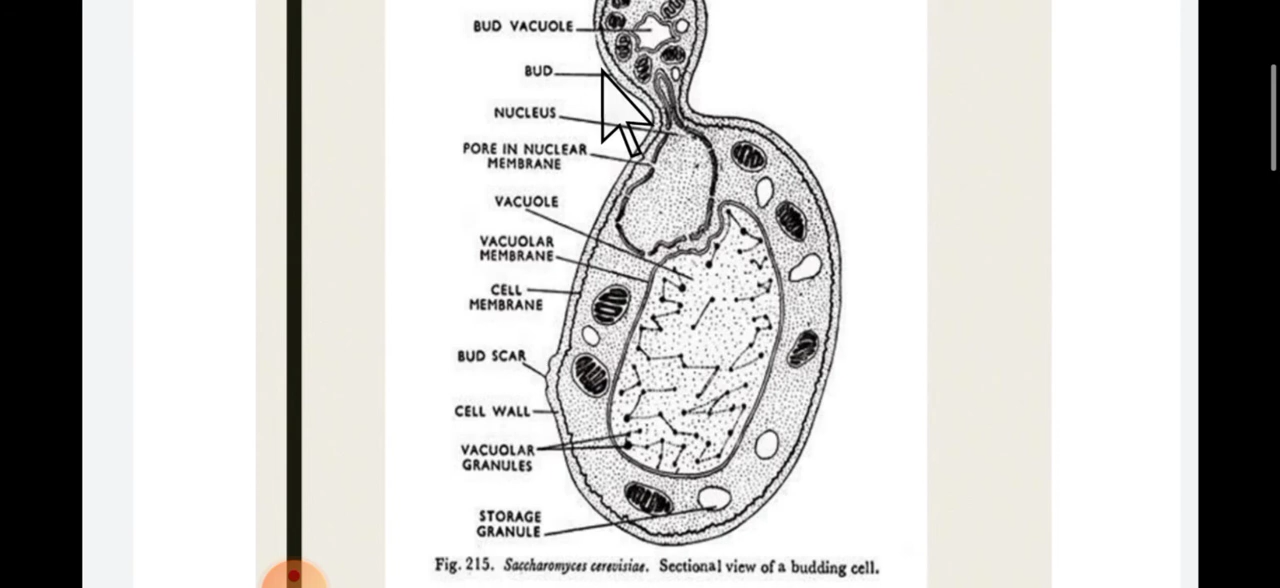 BUD VACUOLE
BUD
NUCLEUS
PORE IN NUCLEAR
MEMBRANE
VACUOLE
VACUOLAR
MEMBRANE
CELL
MEMBRANE
BUD SCAR
CELL WALL
VACUOLAR
GRANULES
STORAGE
GRANULE
Fig. 215. Saccharomyces cerevisiae. Sectional view of a budding cell.